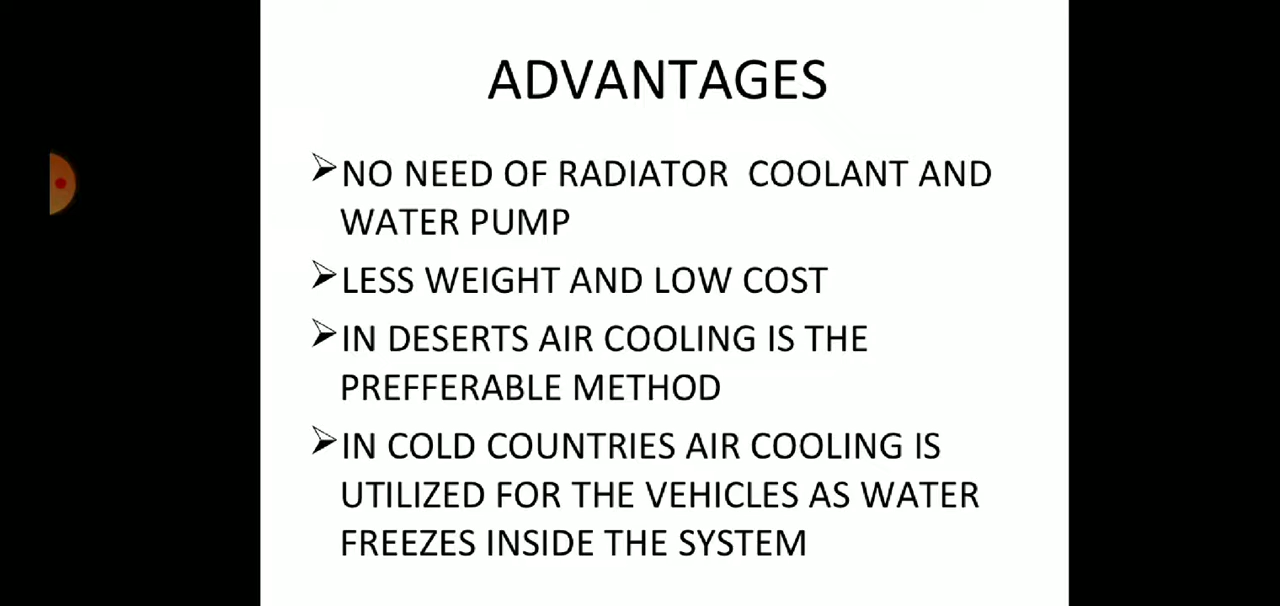 ADVANTAGES
NO NEED OF RADIATOR COOLANT AND
WATER PUMP
LESS WEIGHT AND LOW COST
IN DESERTS AIR COOLING IS THE
PREFFERABLE METHOD
IN COLD COUNTRIES AIR COOLING IS
UTILIZED FOR THE VEHICLES AS WATER
FREEZES INSIDE THE SYSTEM